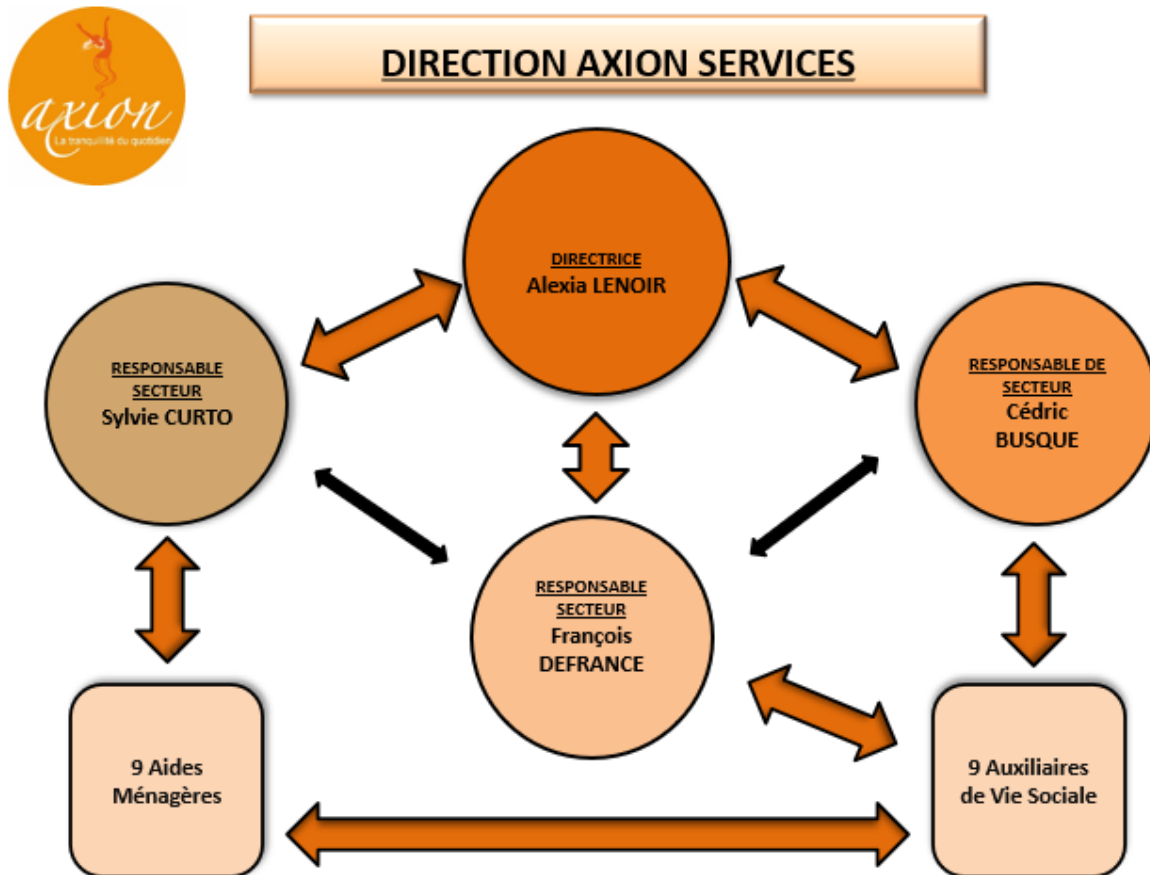 axion
La tranquillité du quotidien
DIRECTION AXION SERVICES
DIRECTRICE
Alexia LENOIR
RESPONSABLE
SECTEUR
Sylvie CURTO
RESPONSABLE DE
SECTEUR
Cédric
BUSQUE
RESPONSABLE
SECTEUR
François
DEFRANCE
9 Aides
Ménagères
9 Auxiliaires
de Vie Sociale